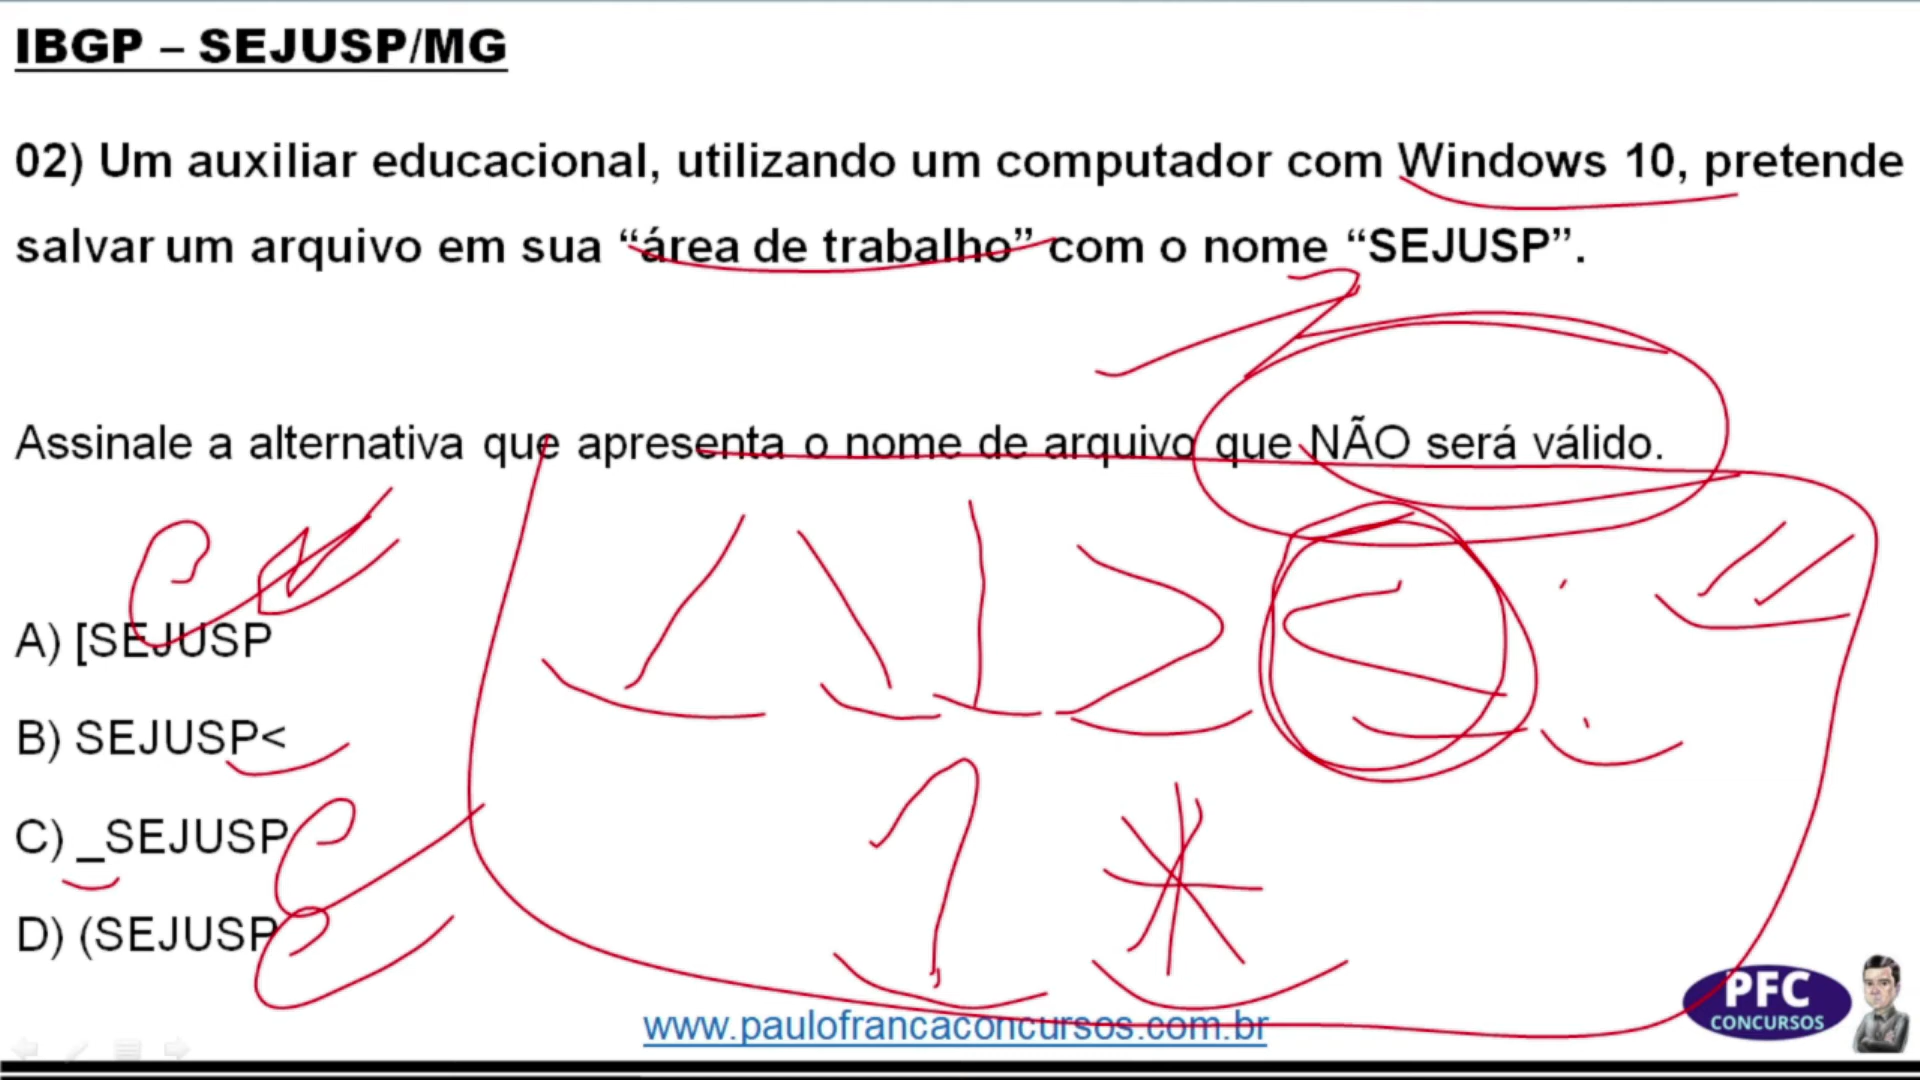 IBGP – SEJUSP/MG
02) Um auxiliar educacional, utilizando um computador com Windows 10, pretende
salvar um arquivo em sua “área de trabalho” com o nome “SEJUSP”.
Assinale a alternativa que apresenta o nome de arquivo que NÃO será válido.
/ \ | > < : "
A) [SEJUSP
B) SEJUSP<
? *
C) _SEJUSP
D) (SEJUSP
PFC
CONCURSOS
www.paulofrancaconcursos.com.br